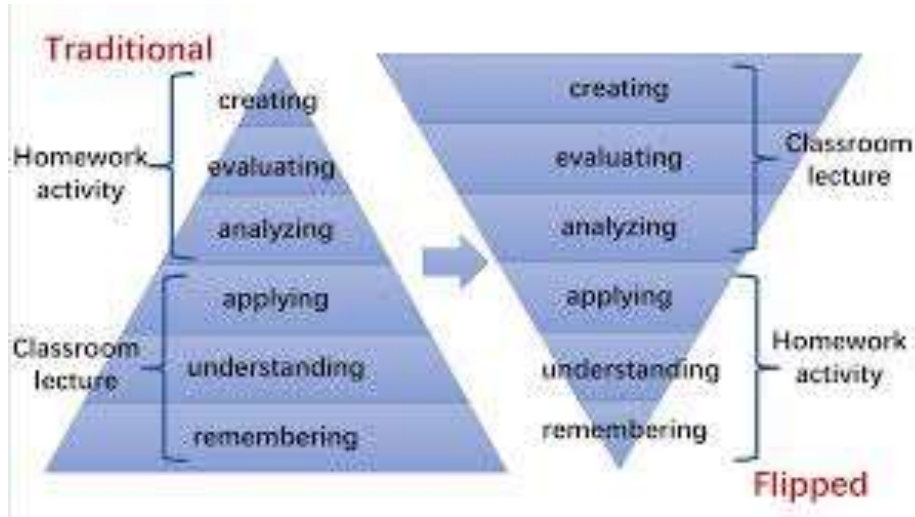 Traditional
Homework
activity
creating
evaluating
analyzing
Classroom
lecture
applying
understanding
remembering
creating
evaluating
analyzing
Classroom
lecture
applying
understanding
remembering
Homework
activity
Flipped